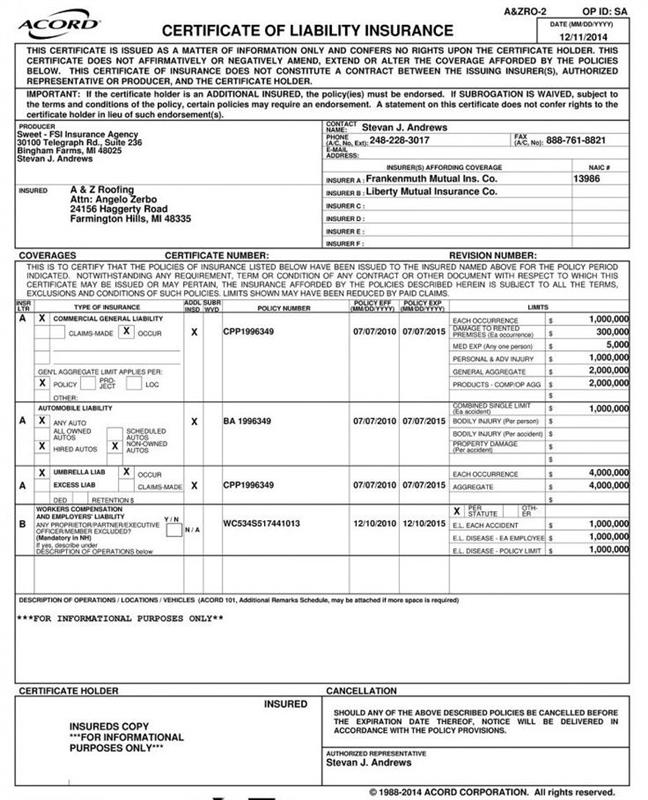 A&ZRO-2 OP ID: SA
ACORD®
CERTIFICATE OF LIABILITY INSURANCE
DATE (MM/DD/YYYY)
12/11/2014
THIS CERTIFICATE IS ISSUED AS A MATTER OF INFORMATION ONLY AND CONFERS NO RIGHTS UPON THE CERTIFICATE HOLDER. THIS
CERTIFICATE DOES NOT AFFIRMATIVELY OR NEGATIVELY AMEND, EXTEND OR ALTER THE COVERAGE AFFORDED BY THE POLICIES
BELOW. THIS CERTIFICATE OF INSURANCE DOES NOT CONSTITUTE A CONTRACT BETWEEN THE ISSUING INSURER(S), AUTHORIZED
REPRESENTATIVE OR PRODUCER, AND THE CERTIFICATE HOLDER.
IMPORTANT: If the certificate holder is an ADDITIONAL INSURED, the policy(ies) must be endorsed. If SUBROGATION IS WAIVED, subject to
the terms and conditions of the policy, certain policies may require an endorsement. A statement on this certificate does not confer rights to the
certificate holder in lieu of such endorsement(s).
PRODUCER
Sweet - FSI Insurance Agency
30100 Telegraph Rd., Suite 236
Bingham Farms, MI 48025
Stevan J. Andrews
CONTACT NAME: Stevan J. Andrews
PHONE (A/C, No, Ext): 248-228-3017 FAX (A/C, No): 888-761-8821
E-MAIL ADDRESS:
INSURER(S) AFFORDING COVERAGE NAIC #
INSURER A : Frankenmuth Mutual Ins. Co. 13986
INSURED
A & Z Roofing
Attn: Angelo Zerbo
24156 Haggerty Road
Farmington Hills, MI 48335
INSURER B : Liberty Mutual Insurance Co.
INSURER C :
INSURER D :
INSURER E :
INSURER F :
COVERAGES CERTIFICATE NUMBER: REVISION NUMBER:
THIS IS TO CERTIFY THAT THE POLICIES OF INSURANCE LISTED BELOW HAVE BEEN ISSUED TO THE INSURED NAMED ABOVE FOR THE POLICY PERIOD
INDICATED. NOTWITHSTANDING ANY REQUIREMENT, TERM OR CONDITION OF ANY CONTRACT OR OTHER DOCUMENT WITH RESPECT TO WHICH THIS
CERTIFICATE MAY BE ISSUED OR MAY PERTAIN, THE INSURANCE AFFORDED BY THE POLICIES DESCRIBED HEREIN IS SUBJECT TO ALL THE TERMS,
EXCLUSIONS AND CONDITIONS OF SUCH POLICIES. LIMITS SHOWN MAY HAVE BEEN REDUCED BY PAID CLAIMS.
INSR LTR TYPE OF INSURANCE ADDL INSD SUBR WVD POLICY NUMBER POLICY EFF (MM/DD/YYYY) POLICY EXP (MM/DD/YYYY) LIMITS
A X COMMERCIAL GENERAL LIABILITY EACH OCCURRENCE $ 1,000,000
CLAIMS-MADE X OCCUR X CPP1996349 07/07/2010 07/07/2015 DAMAGE TO RENTED PREMISES (Ea occurrence) $ 300,000
MED EXP (Any one person) $ 5,000
PERSONAL & ADV INJURY $ 1,000,000
GEN'L AGGREGATE LIMIT APPLIES PER: GENERAL AGGREGATE $ 2,000,000
X POLICY PRO-JECT LOC PRODUCTS - COMP/OP AGG $ 2,000,000
OTHER: $
AUTOMOBILE LIABILITY COMBINED SINGLE LIMIT (Ea accident) $ 1,000,000
A X ANY AUTO X BA 1996349 07/07/2010 07/07/2015 BODILY INJURY (Per person) $
ALL OWNED AUTOS SCHEDULED AUTOS BODILY INJURY (Per accident) $
X HIRED AUTOS X NON-OWNED AUTOS PROPERTY DAMAGE (Per accident) $
$
X UMBRELLA LIAB X OCCUR EACH OCCURRENCE $ 4,000,000
A EXCESS LIAB CLAIMS-MADE X CPP1996349 07/07/2010 07/07/2015 AGGREGATE $ 4,000,000
DED RETENTION $ $
WORKERS COMPENSATION AND EMPLOYERS' LIABILITY Y / N X PER STATUTE OTH-ER
B ANY PROPRIETOR/PARTNER/EXECUTIVE OFFICER/MEMBER EXCLUDED? N / A WC534S517441013 12/10/2010 12/10/2015 E.L. EACH ACCIDENT $ 1,000,000
(Mandatory in NH) E.L. DISEASE - EA EMPLOYEE $ 1,000,000
If yes, describe under
DESCRIPTION OF OPERATIONS below E.L. DISEASE - POLICY LIMIT $ 1,000,000
DESCRIPTION OF OPERATIONS / LOCATIONS / VEHICLES (ACORD 101, Additional Remarks Schedule, may be attached if more space is required)
***FOR INFORMATIONAL PURPOSES ONLY**
CERTIFICATE HOLDER
INSURED
INSUREDS COPY
***FOR INFORMATIONAL
PURPOSES ONLY***
CANCELLATION
SHOULD ANY OF THE ABOVE DESCRIBED POLICIES BE CANCELLED BEFORE
THE EXPIRATION DATE THEREOF, NOTICE WILL BE DELIVERED IN
ACCORDANCE WITH THE POLICY PROVISIONS.
AUTHORIZED REPRESENTATIVE
Stevan J. Andrews
© 1988-2014 ACORD CORPORATION. All rights reserved.